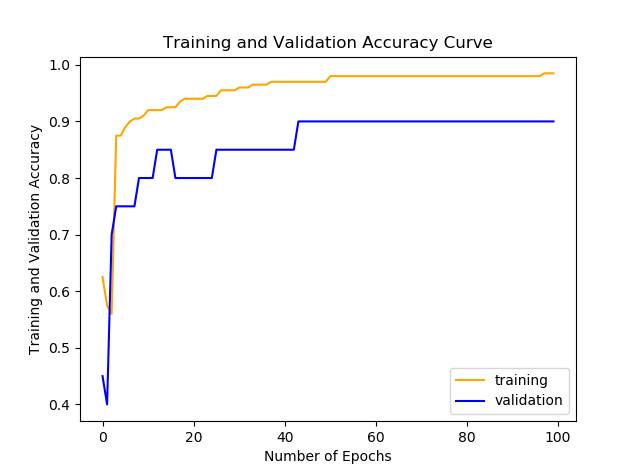 Training and Validation Accuracy Curve
Training and Validation Accuracy
1.0
0.9
0.8
0.7
0.6
0.5
0.4
0
20
40
60
80
100
Number of Epochs
training
validation